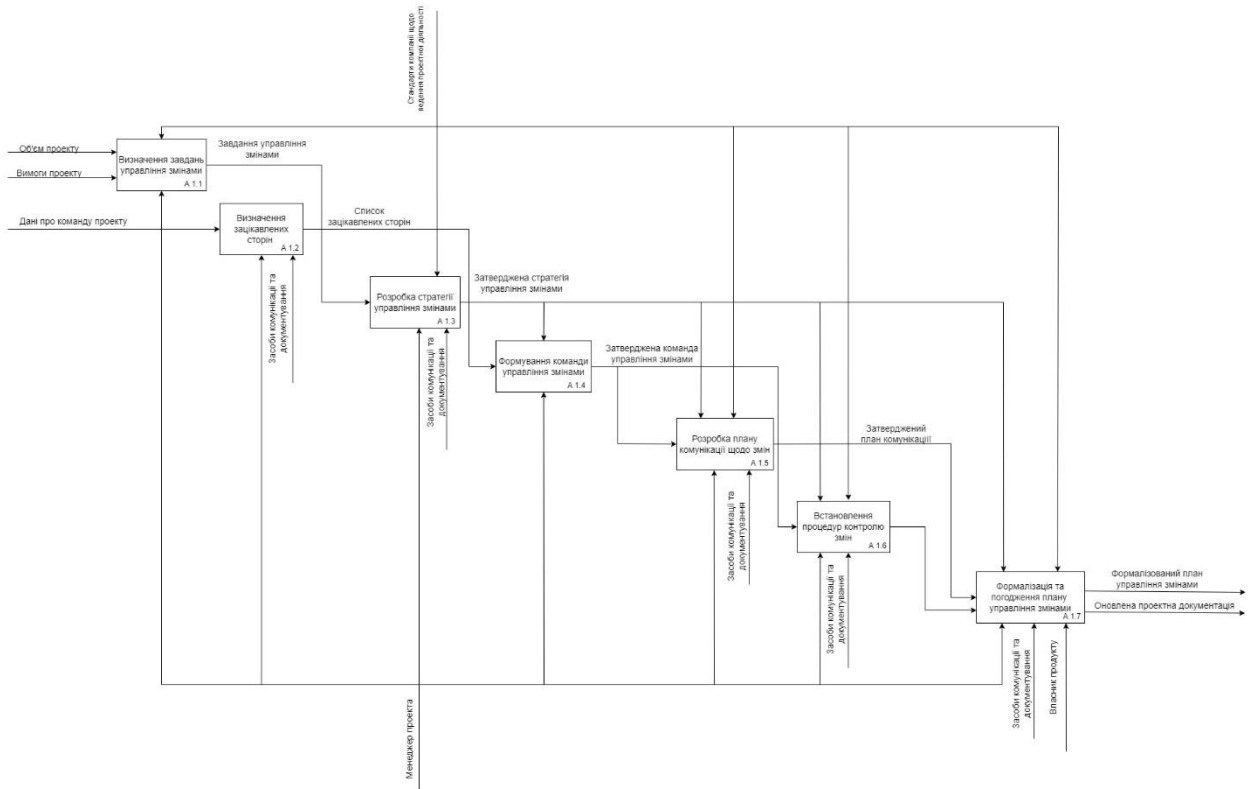 Стандарти компанії щодо
ведення проектної діяльності
Об'єм проекту
Вимоги проекту
Визначення завдань
управління змінами
А 1.1
Завдання управління
змінами
Дані про команду проекту
Визначення
зацікавлених
сторін
А 1.2
Список
зацікавлених сторін
Засоби комунікації та
документування
Розробка стратегії
управління змінами
А 1.3
Затверджена стратегія
управління змінами
Засоби комунікації та
документування
Формування команди
управління змінами
А 1.4
Затверджена команда
управління змінами
Розробка плану
комунікації щодо змін
А 1.5
Затверджений
план комунікації
Засоби комунікації та
документування
Встановлення
процедур контролю
змін
А 1.6
Засоби комунікації та
документування
Формалізація та
погодження плану
управління змінами
А 1.7
Формалізований план
управління змінами
Оновлена проектна документація
Засоби комунікації та
документування
Власник продукту
Менеджер проекта